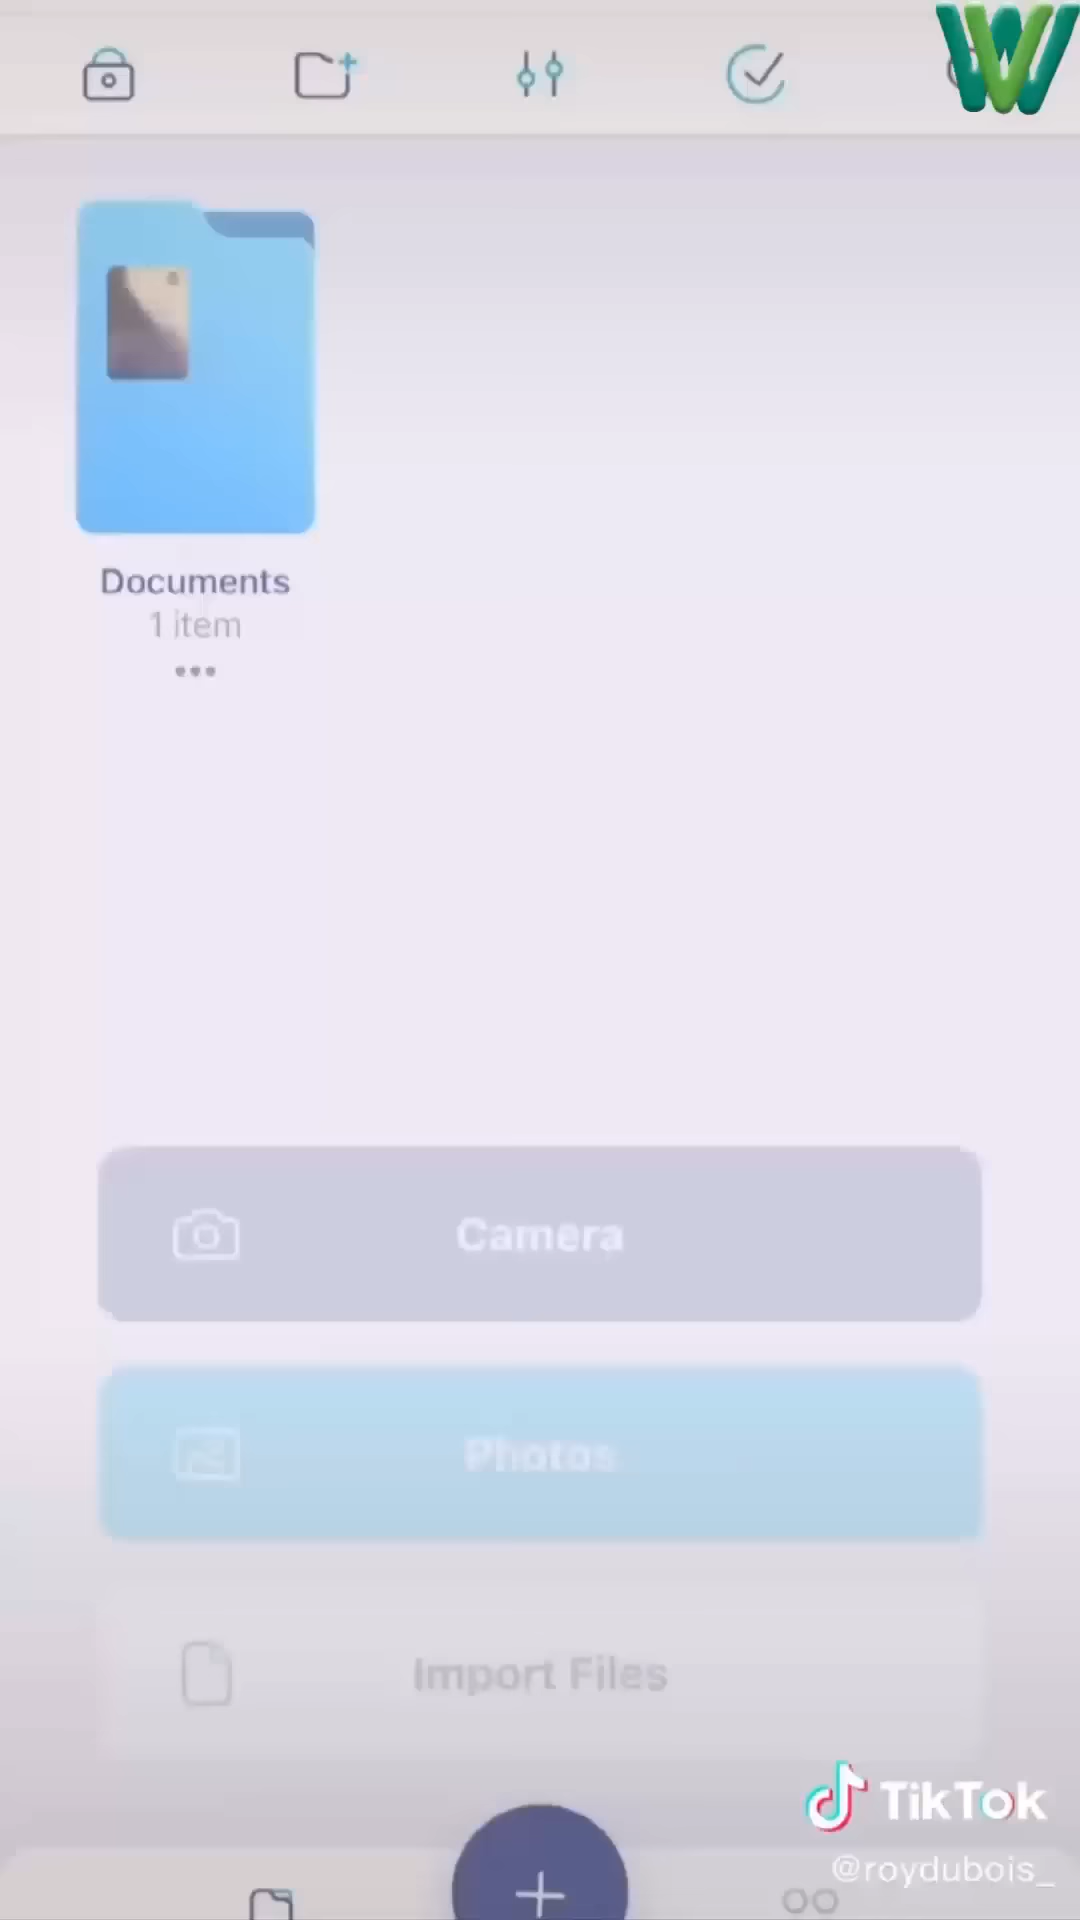 W
Documents
1 item
Camera
Photos
Import Files
TikTok
@roydubois_